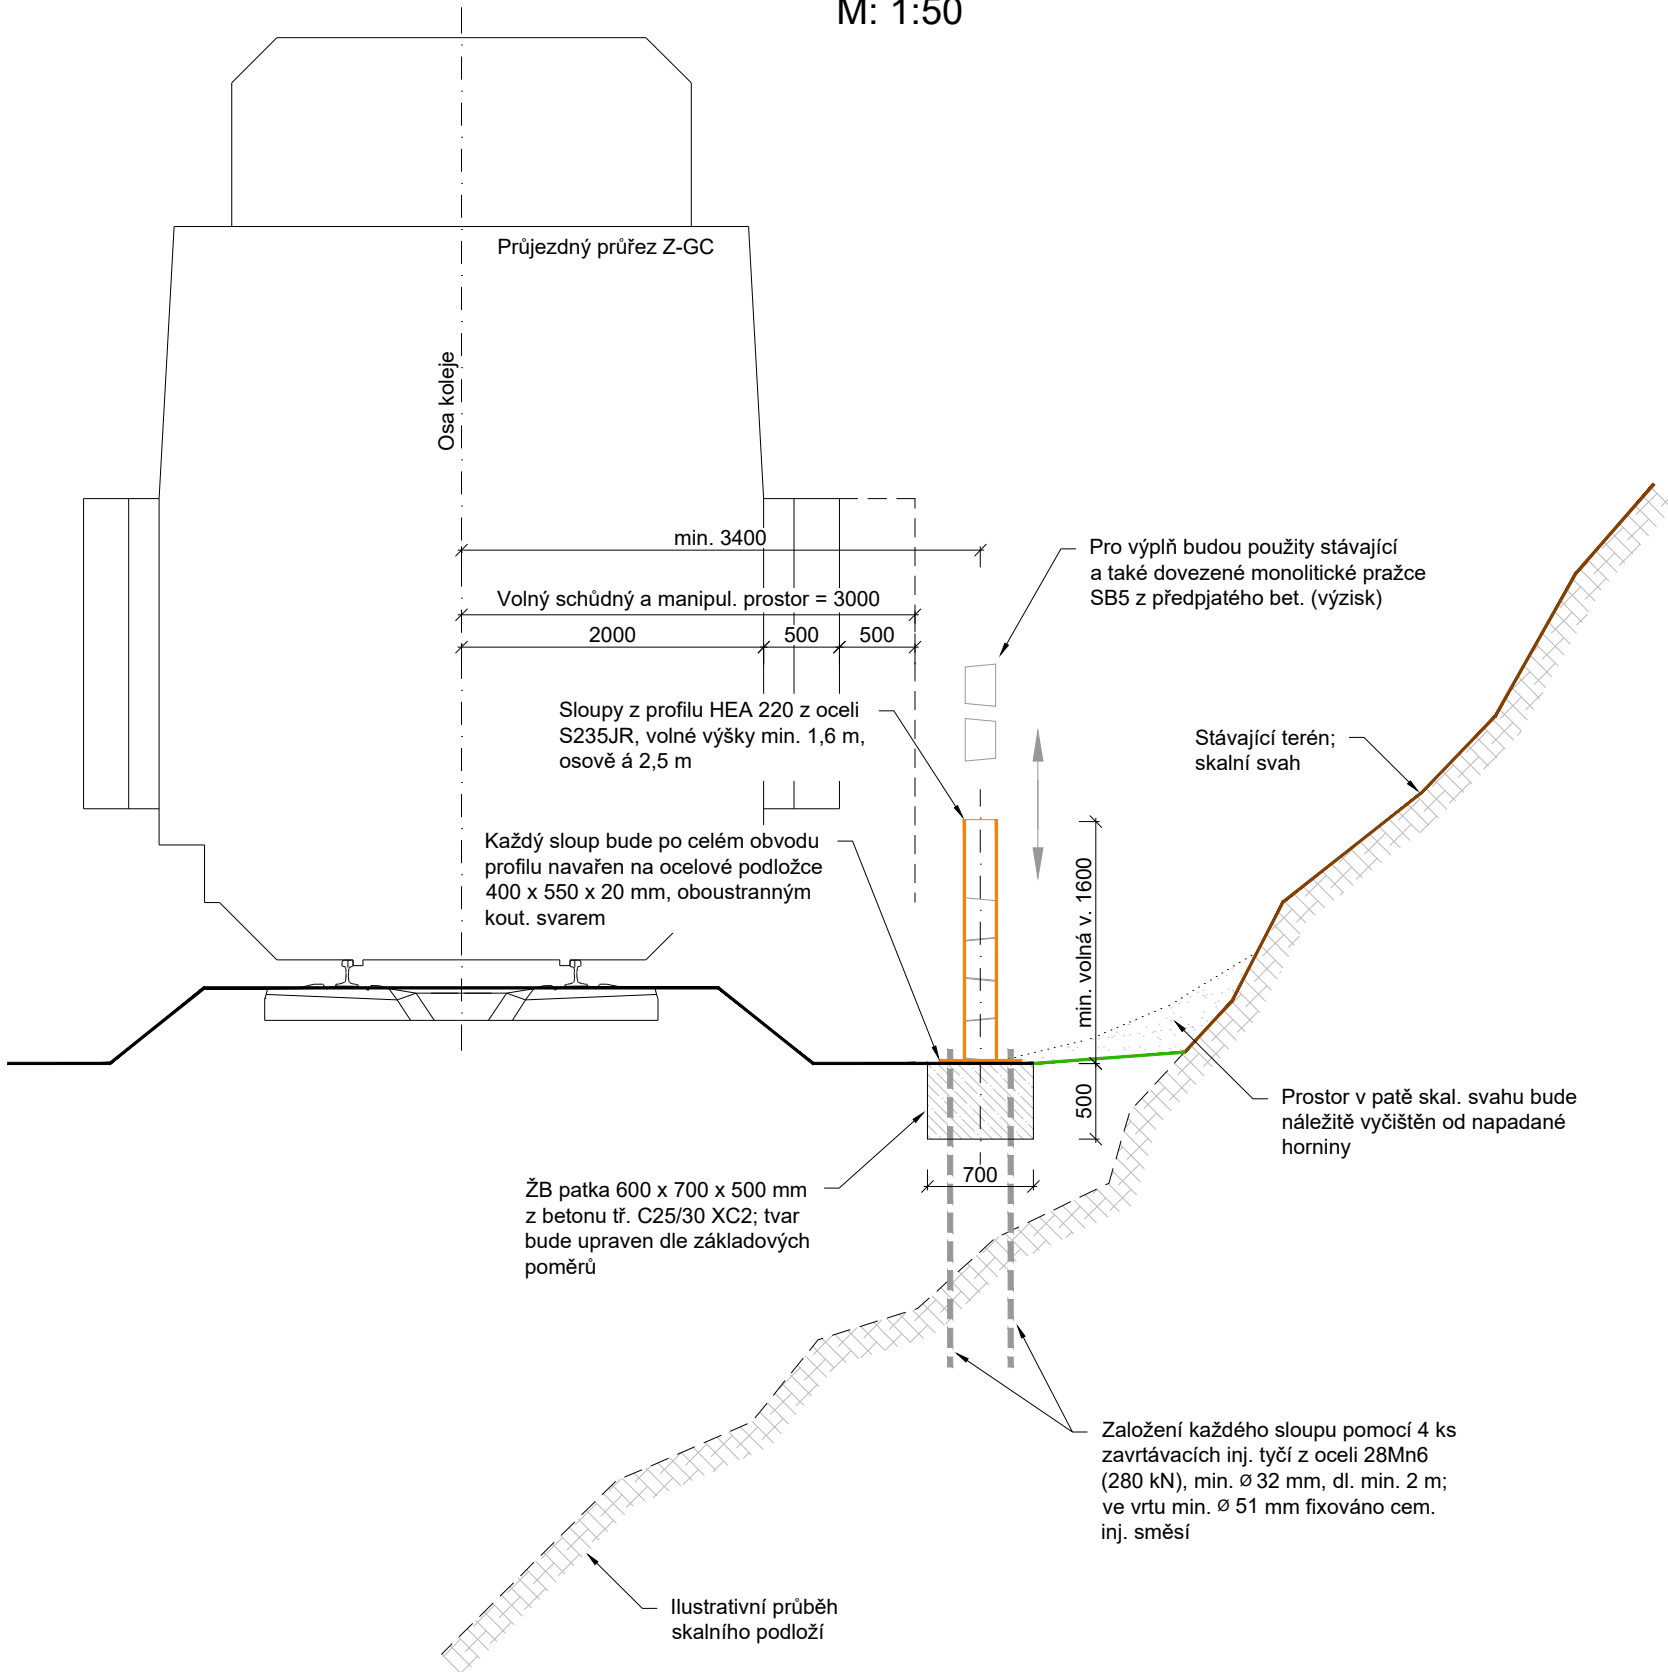 M: 1:50
Průjezdný průřez Z-GC
Osa koleje
min. 3400
Volný schůdný a manipul. prostor = 3000
2000
500
500
Pro výplň budou použity stávající
a také dovezené monolitické pražce
SB5 z předpjatého bet. (výzisk)
Sloupy z profilu HEA 220 z oceli
S235JR, volné výšky min. 1,6 m,
osově á 2,5 m
Stávající terén;
skalní svah
Každý sloup bude po celém obvodu
profilu navařen na ocelové podložce
400 x 550 x 20 mm, oboustranným
kout. svarem
min. volná v. 1600
500
700
Prostor v patě skal. svahu bude
náležitě vyčištěn od napadané
horniny
ŽB patka 600 x 700 x 500 mm
z betonu tř. C25/30 XC2; tvar
bude upraven dle základových
poměrů
Založení každého sloupu pomocí 4 ks
zavrtávacích inj. tyčí z oceli 28Mn6
(280 kN), min. Ø 32 mm, dl. min. 2 m;
ve vrtu min. Ø 51 mm fixováno cem.
inj. směsí
Ilustrativní průběh
skalního podloží